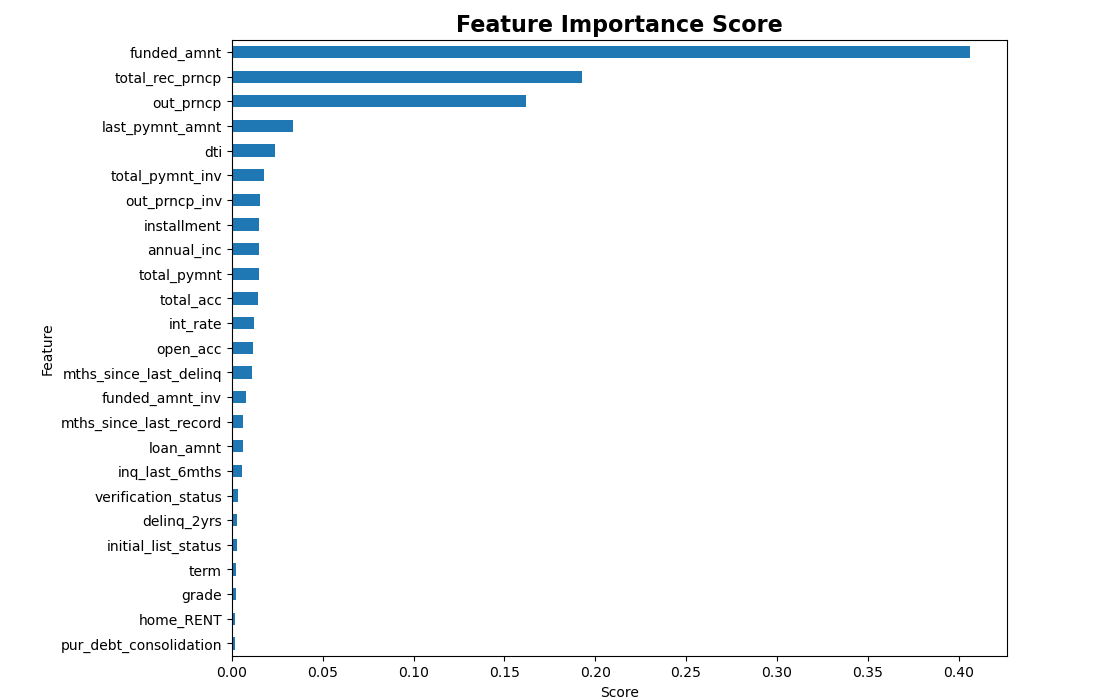 Feature Importance Score
funded_amnt
total_rec_prncp
out_prncp
last_pymnt_amnt
dti
total_pymnt_inv
out_prncp_inv
installment
annual_inc
total_pymnt
total_acc
int_rate
open_acc
mths_since_last_delinq
funded_amnt_inv
mths_since_last_record
loan_amnt
inq_last_6mths
verification_status
delinq_2yrs
initial_list_status
term
grade
home_RENT
pur_debt_consolidation
Feature
0.00 0.05 0.10 0.15 0.20 0.25 0.30 0.35 0.40
Score